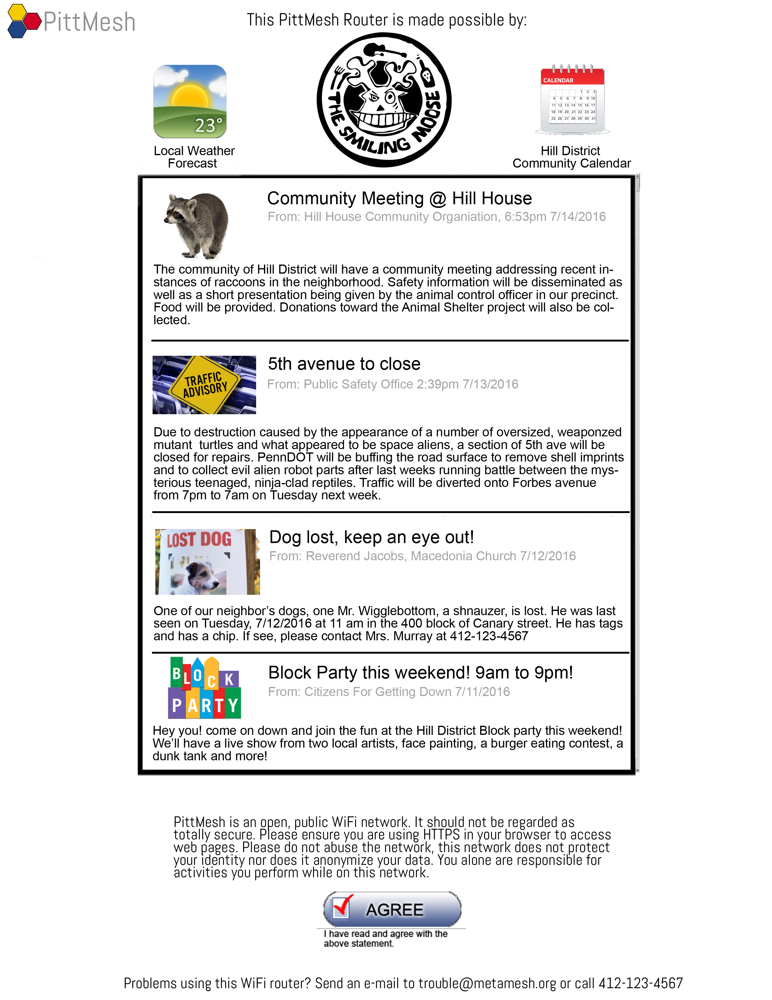 PittMesh
This PittMesh Router is made possible by:
THE SMILING MOOSE
23°
Local Weather
Forecast
CALENDAR
1 2 3
4 5 6 7 8 9 10
11 12 13 14 15 16 17
18 19 20 21 22 23 24
25 26 27 28 29 30 31
Hill District
Community Calendar
Community Meeting @ Hill House
From: Hill House Community Organiation, 6:53pm 7/14/2016
The community of Hill District will have a community meeting addressing recent in-
stances of raccoons in the neighborhood. Safety information will be disseminated as
well as a short presentation being given by the animal control officer in our precinct.
Food will be provided. Donations toward the Animal Shelter project will also be col-
lected.
TRAFFIC
ADVISORY
5th avenue to close
From: Public Safety Office 2:39pm 7/13/2016
Due to destruction caused by the appearance of a number of oversized, weaponzed
mutant  turtles and what appeared to be space aliens, a section of 5th ave will be
closed for repairs. PennDOT will be buffing the road surface to remove shell imprints
and to collect evil alien robot parts after last weeks running battle between the mys-
terious teenaged, ninja-clad reptiles. Traffic will be diverted onto Forbes avenue
from 7pm to 7am on Tuesday next week.
LOST DOG
Dog lost, keep an eye out!
From: Reverend Jacobs, Macedonia Church 7/12/2016
One of our neighbor’s dogs, one Mr. Wigglebottom, a shnauzer, is lost. He was last
seen on Tuesday, 7/12/2016 at 11 am in the 400 block of Canary street. He has tags
and has a chip. If see, please contact Mrs. Murray at 412-123-4567
BLOCK
PARTY
Block Party this weekend! 9am to 9pm!
From: Citizens For Getting Down 7/11/2016
Hey you! come on down and join the fun at the Hill District Block party this weekend!
We’ll have a live show from two local artists, face painting, a burger eating contest, a
dunk tank and more!
PittMesh is an open, public WiFi network. It should not be regarded as
totally secure. Please ensure you are using HTTPS in your browser to access
web pages. Please do not abuse the network, this network does not protect
your identity nor does it anonymize your data. You alone are responsible for
activities you perform while on this network.
AGREE
I have read and agree with the
above statement.
Problems using this WiFi router? Send an e-mail to trouble@metamesh.org or call 412-123-4567